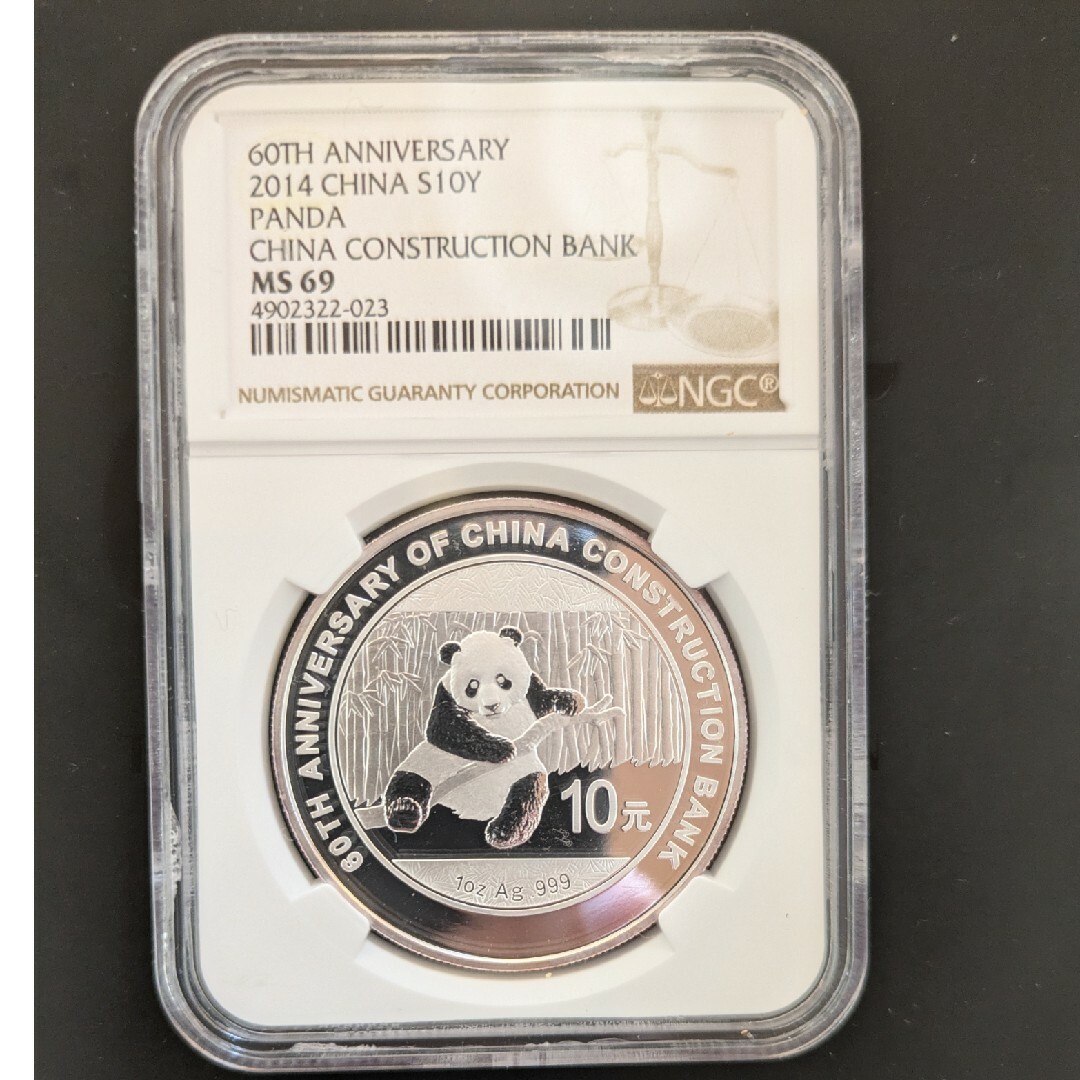 60TH ANNIVERSARY
2014 CHINA S10Y
PANDA
CHINA CONSTRUCTION BANK
MS 69
4902322-023
NUMISMATIC GUARANTY CORPORATION
NGC®
60TH ANNIVERSARY OF CHINA CONSTRUCTION BANK
10元
1oz Ag 999